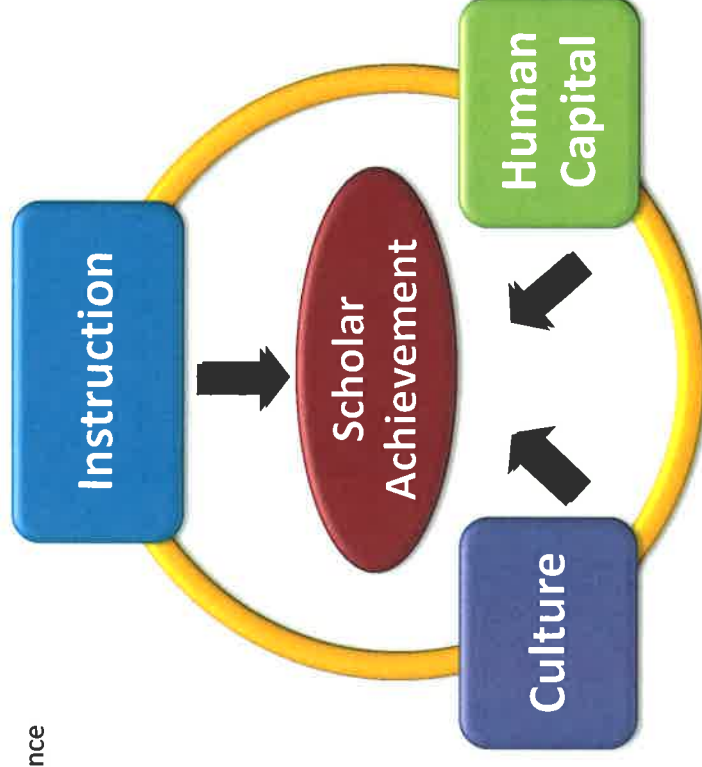 nce
Instruction
Scholar
Achievement
Culture
Human
Capital